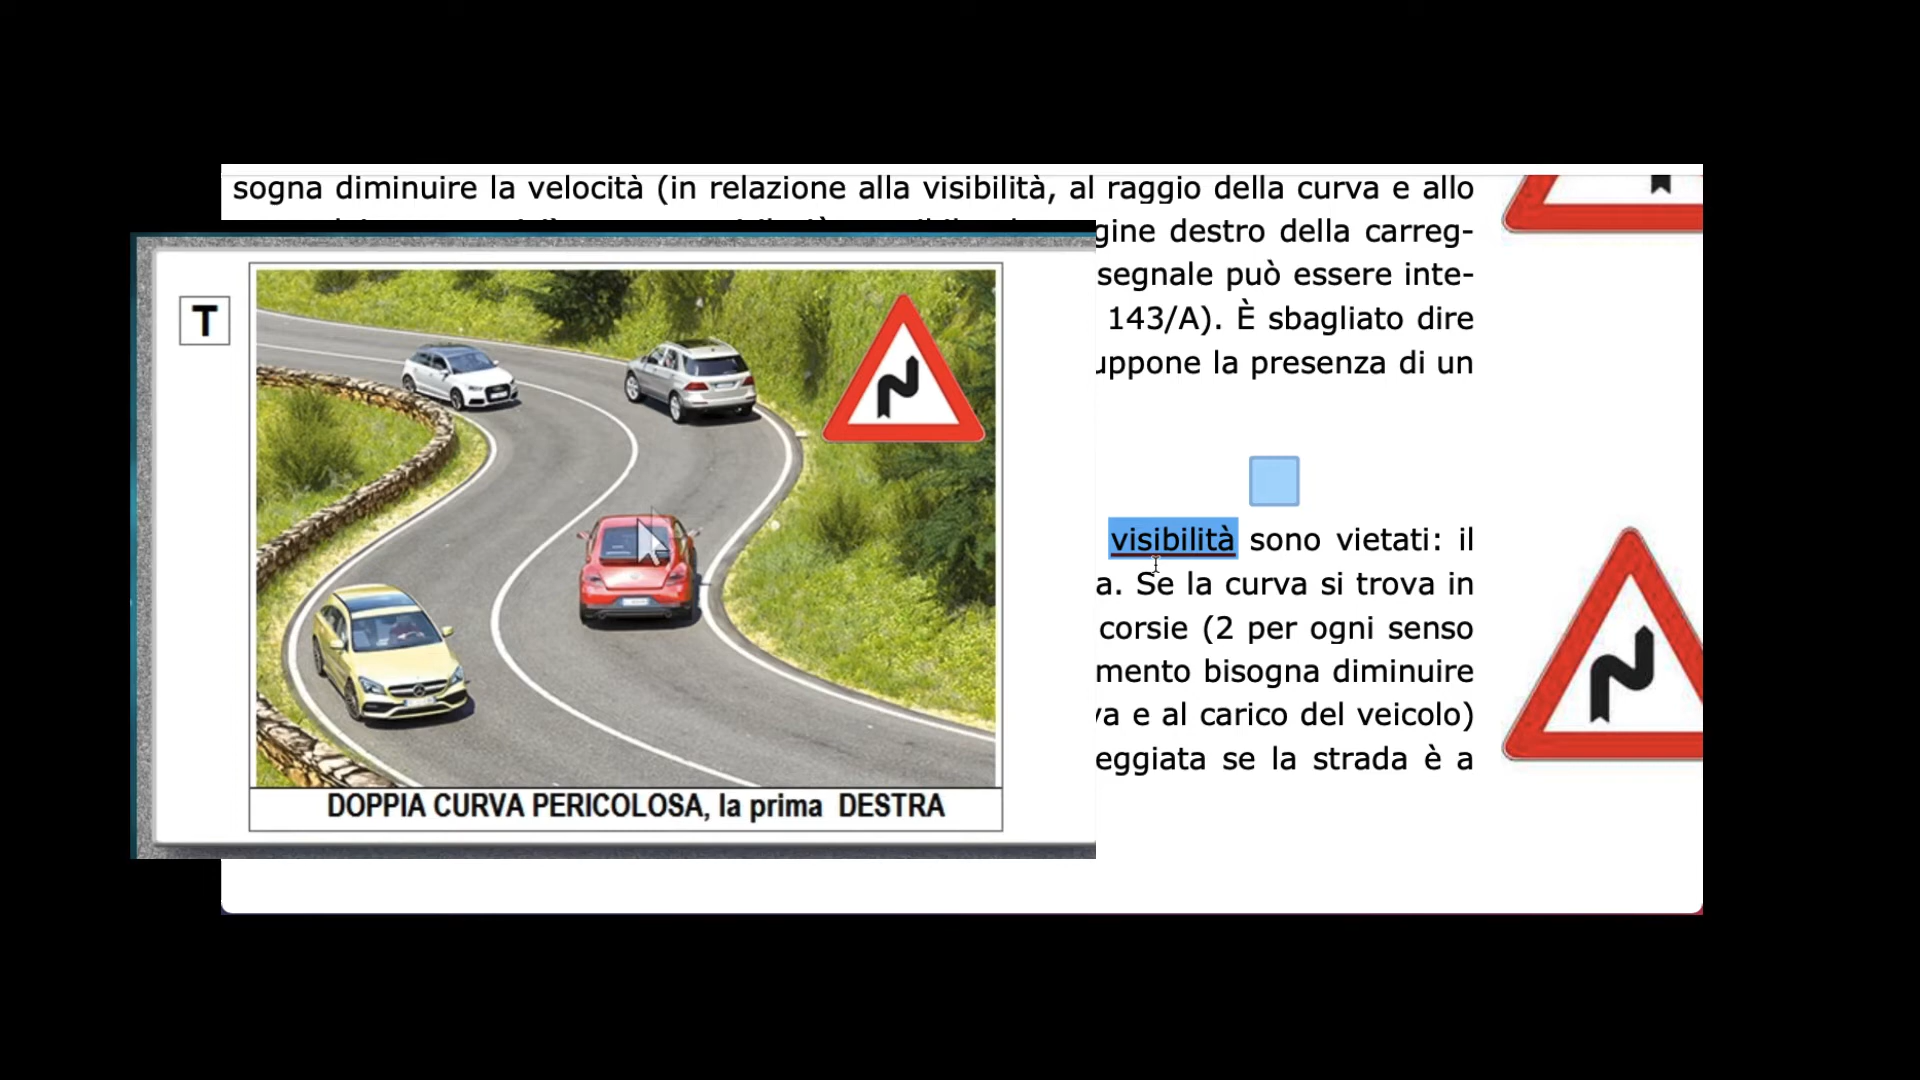 sogna diminuire la velocità (in relazione alla visibilità, al raggio della curva e allo
gine destro della carreg-
segnale può essere inte-
143/A). È sbagliato dire
uppone la presenza di un
visibilità sono vietati: il
a. Se la curva si trova in
corsie (2 per ogni senso
mento bisogna diminuire
va e al carico del veicolo)
eggiata se la strada è a
T
DOPPIA CURVA PERICOLOSA, la prima DESTRA